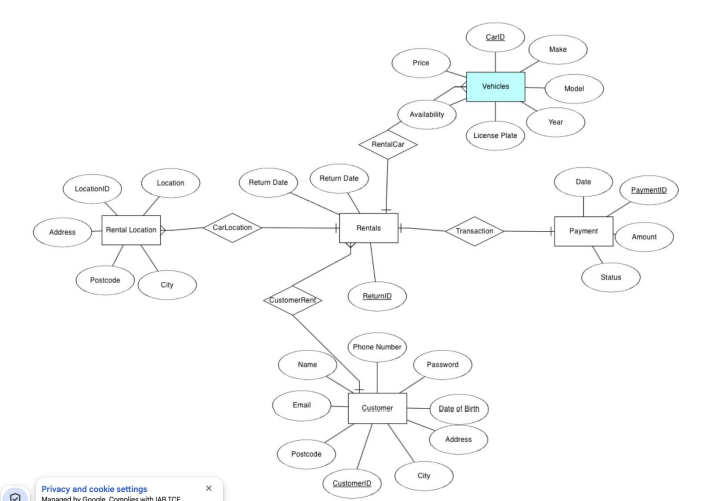 CarID
Make
Price
Vehicles
Model
Availability
Year
License Plate
RentalCar
Return Date
Return Date
Location
LocationID
Date
PaymentID
Address
Rental Location
CarLocation
Rentals
Transaction
Payment
Amount
Postcode
City
Status
CustomerRent
ReturnID
Phone Number
Name
Password
Email
Customer
Date of Birth
Address
Postcode
City
CustomerID
Privacy and cookie settings
Managed by Google. Complies with IAB TCF.